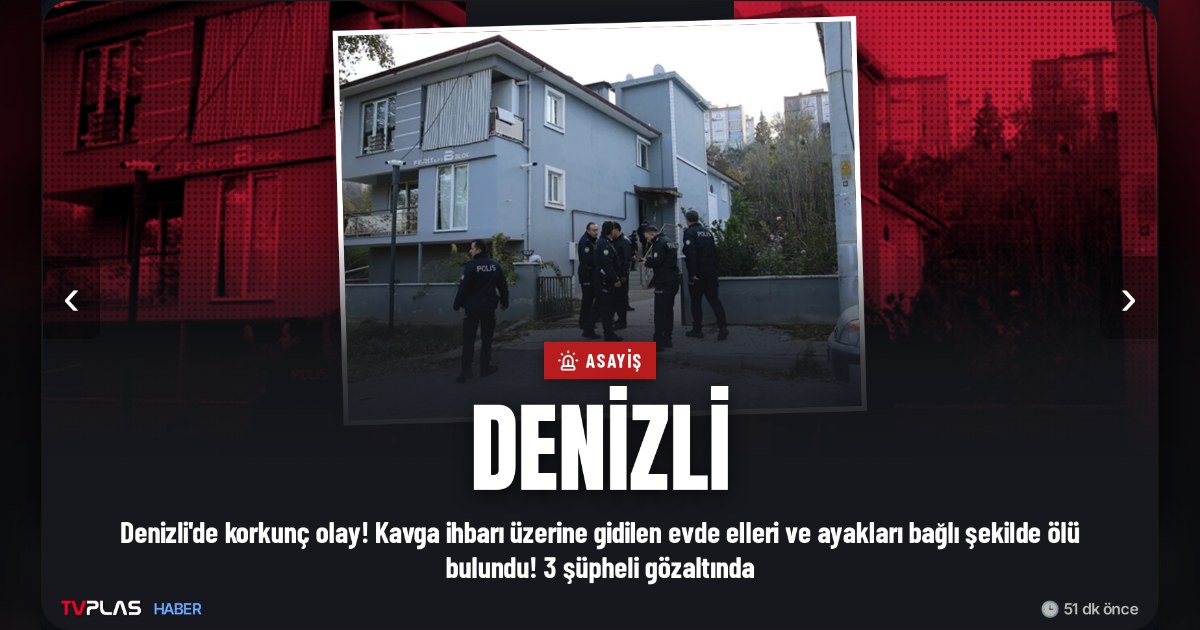 POLIS
ASAYİŞ
DENİZLİ
Denizli'de korkunç olay! Kavga ihbarı üzerine gidilen evde elleri ve ayakları bağlı şekilde ölü
bulundu! 3 şüpheli gözaltında
TVPLAS HABER
51 dk önce